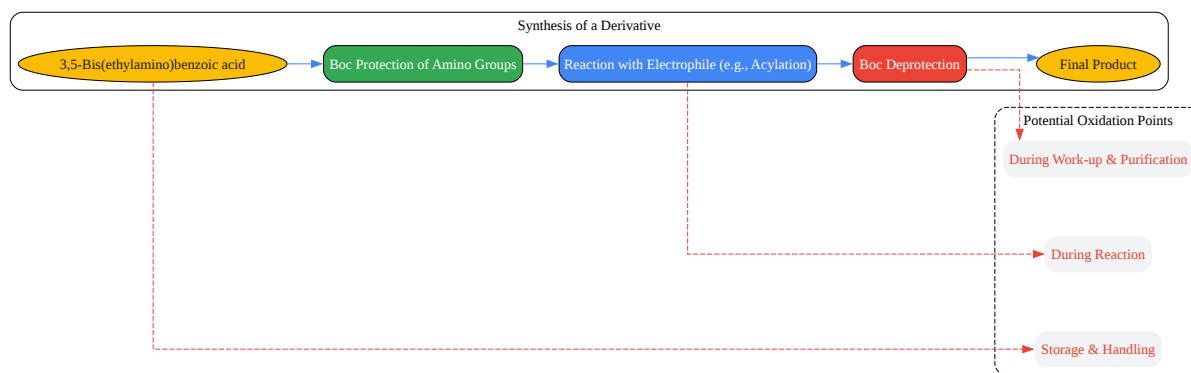 Synthesis of a Derivative
3,5-Bis(ethylamino)benzoic acid
Boc Protection of Amino Groups
Reaction with Electrophile (e.g., Acylation)
Boc Deprotection
Final Product
Potential Oxidation Points
During Work-up & Purification
During Reaction
Storage & Handling